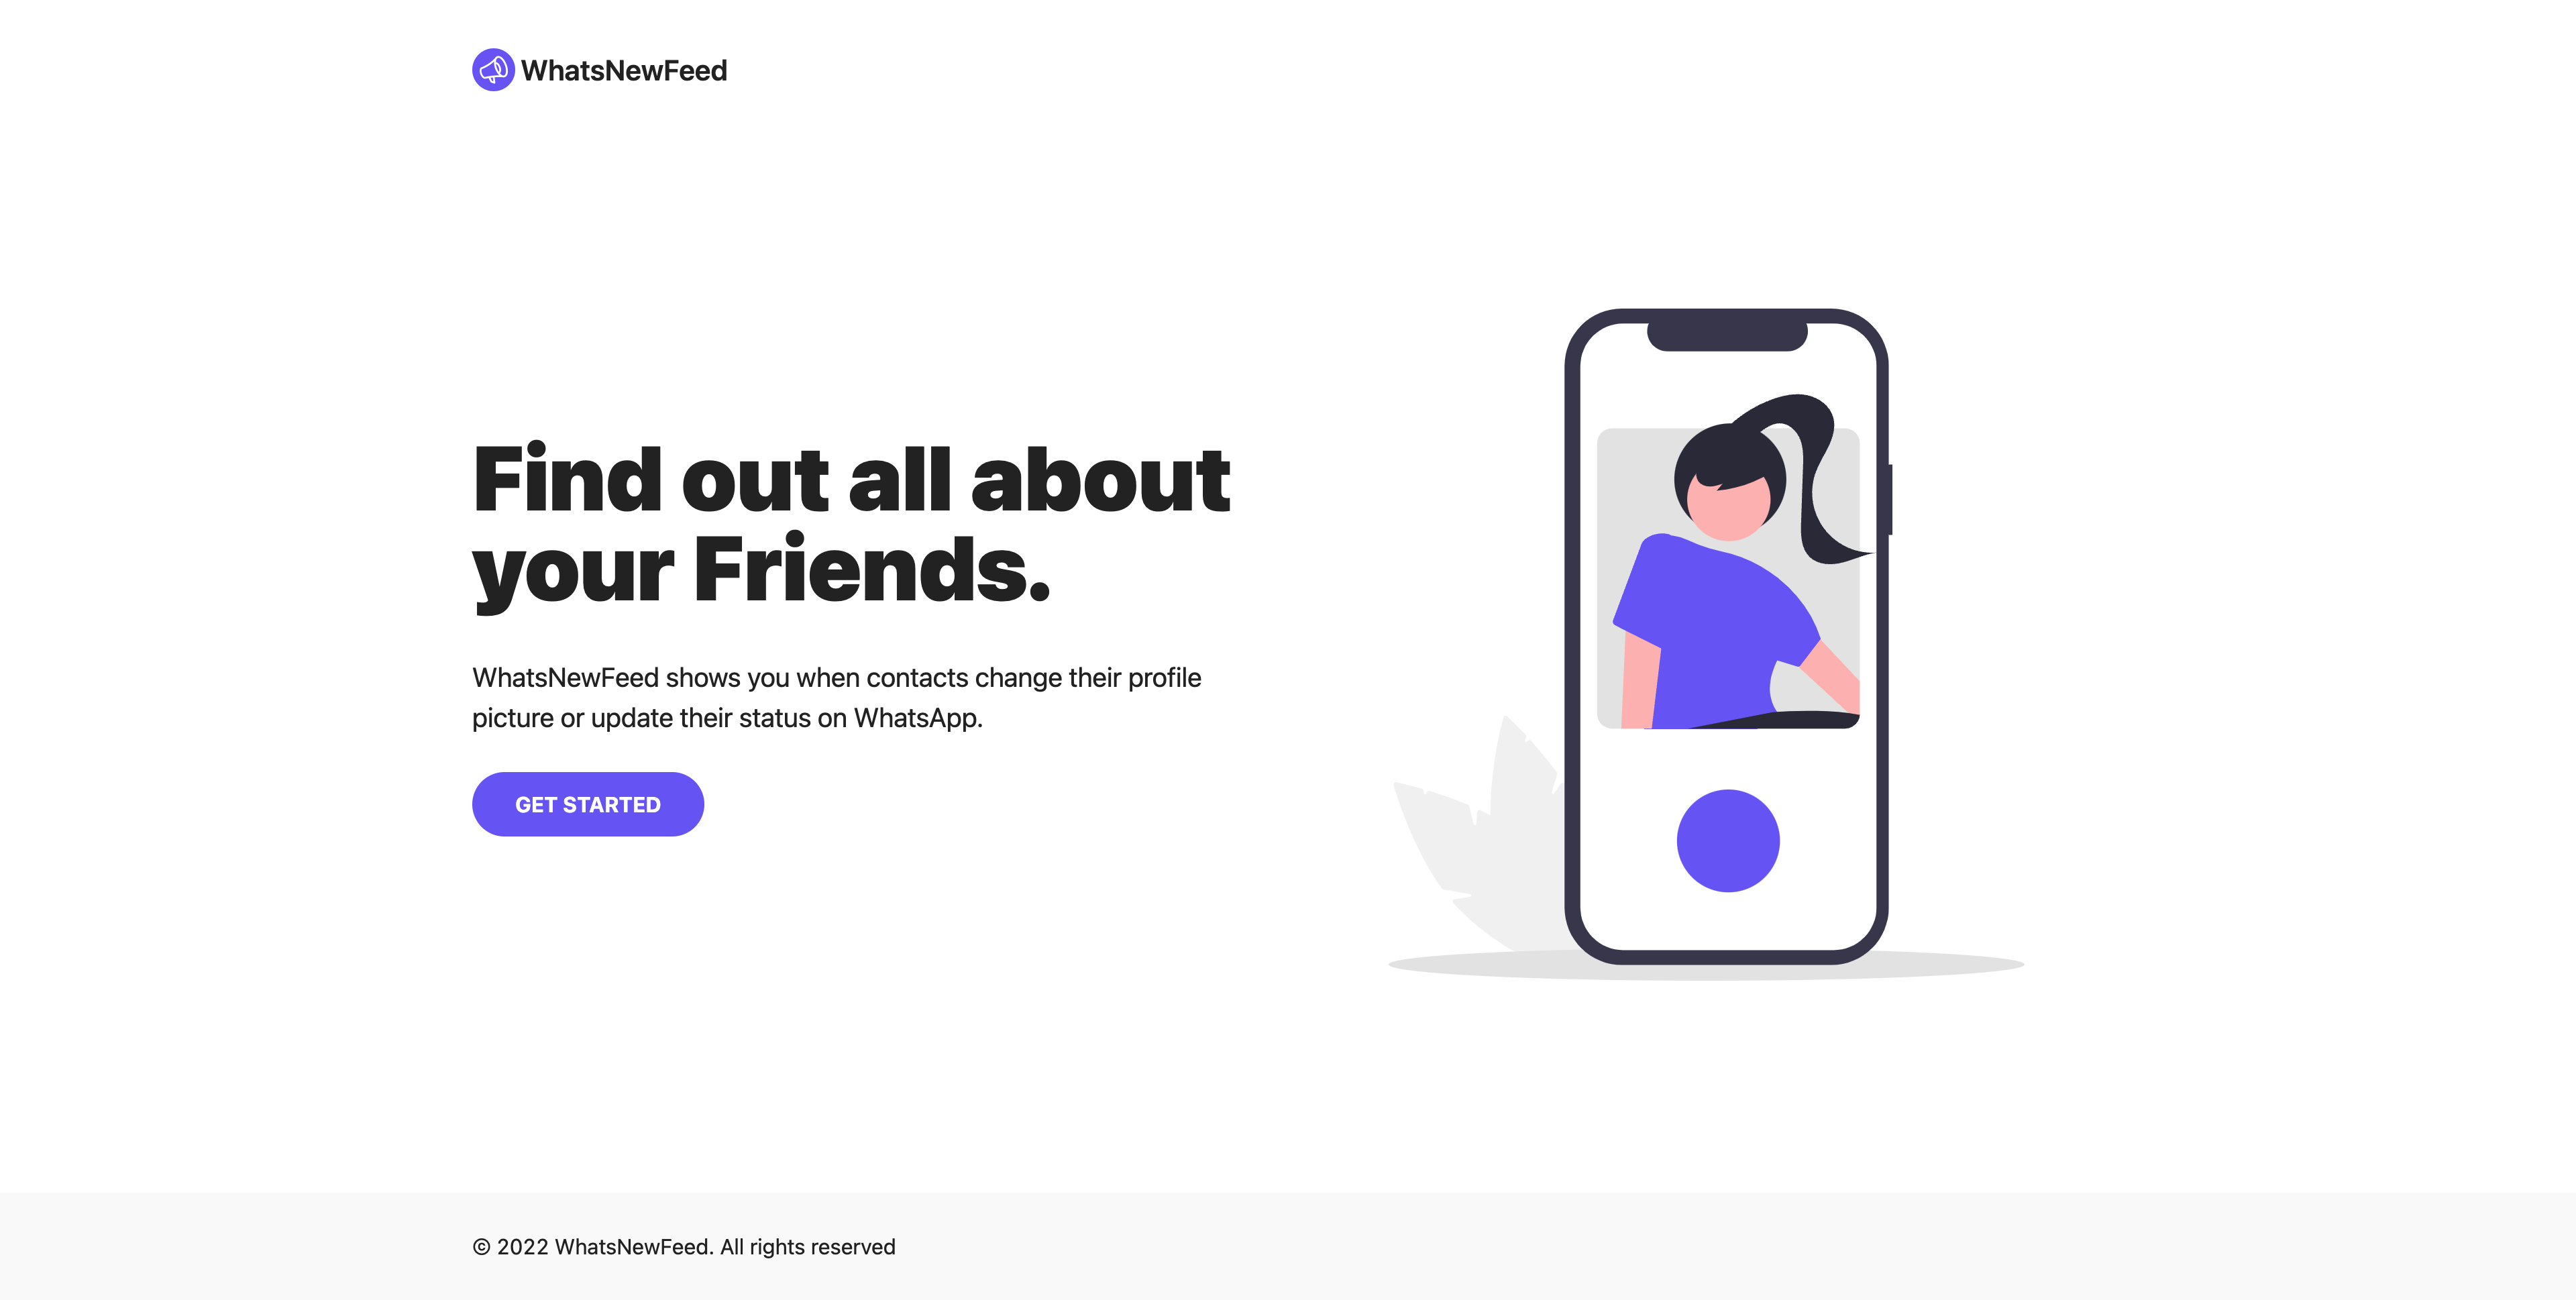 WhatsNewFeed
Find out all about
your Friends.
WhatsNewFeed shows you when contacts change their profile
picture or update their status on WhatsApp.
GET STARTED
© 2022 WhatsNewFeed. All rights reserved